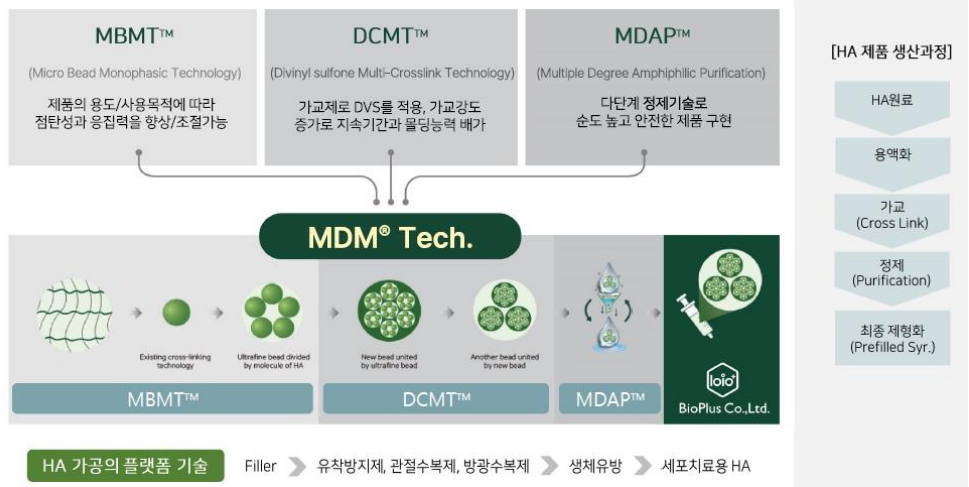 MBMT™
(Micro Bead Monophasic Technology)
제품의 용도/사용목적에 따라
점탄성과 응집력을 향상/조절가능
DCMT™
(Divinyl sulfone Multi-Crosslink Technology)
가교제로 DVS를 적용, 가교강도
증가로 지속기간과 몰딩능력 배가
MDAP™
(Multiple Degree Amphiphilic Purification)
다단계 정제기술로
순도 높고 안전한 제품 구현
MDM® Tech.
Existing cross-linking
technology
Ultrafine bead divided
by molecule of HA
New bead united
by ultrafine bead
Another bead united
by new bead
MBMT™
DCMT™
MDAP™
loio+
BioPlus Co.,Ltd.
HA 가공의 플랫폼 기술
Filler
유착방지제, 관절수복제, 방광수복제
생체유방
세포치료용 HA
[HA 제품 생산과정]
HA원료
용액화
가교
(Cross Link)
정제
(Purification)
최종 제형화
(Prefilled Syr.)